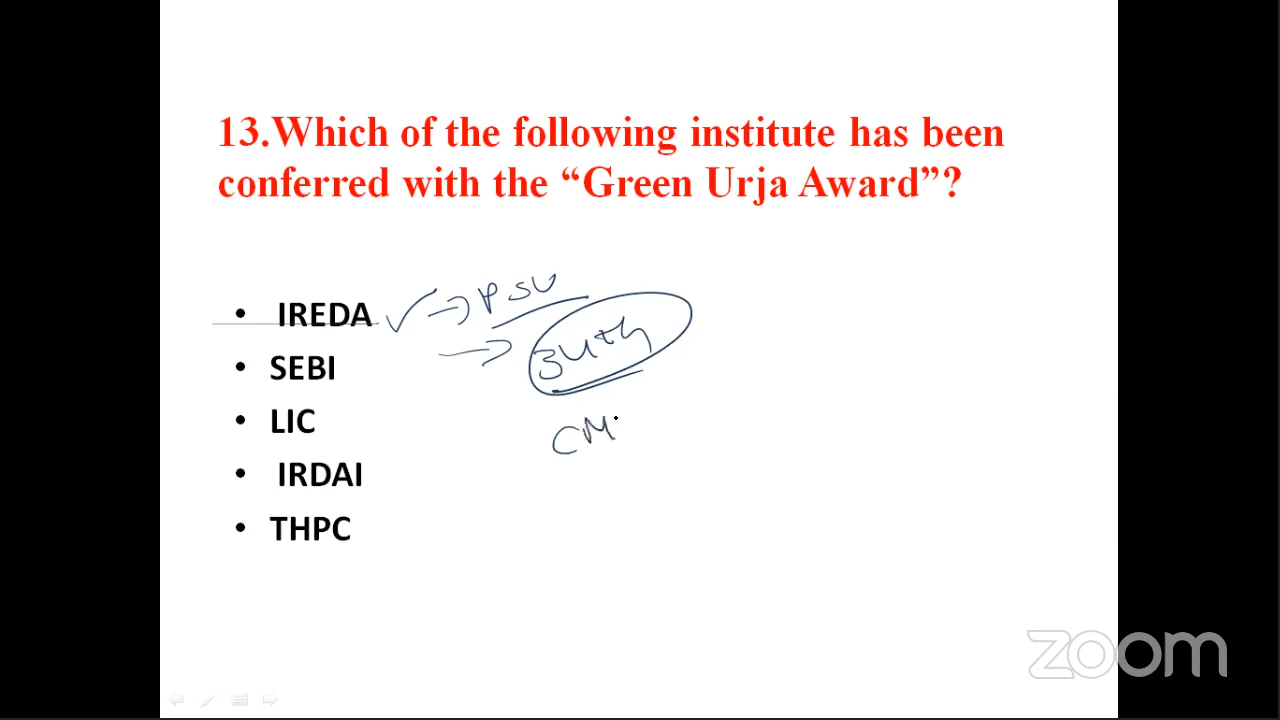 13.Which of the following institute has been
conferred with the “Green Urja Award”?
• IREDA → PSU
→ 34th
• SEBI
• LIC
CM
• IRDAI
• THPC
zoom